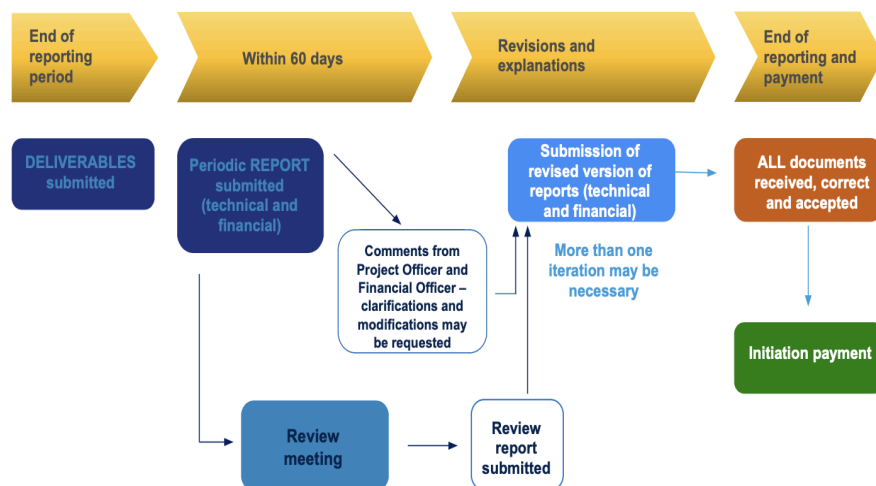 End of
reporting
period
Within 60 days
Revisions and
explanations
End of
reporting and
payment
DELIVERABLES
submitted
Periodic REPORT
submitted
(technical and
financial)
Submission of
revised version of
reports (technical
and financial)
ALL documents
received, correct
and accepted
Comments from
Project Officer and
Financial Officer –
clarifications and
modifications may
be requested
More than one
iteration may be
necessary
Initiation payment
Review
meeting
Review
report
submitted